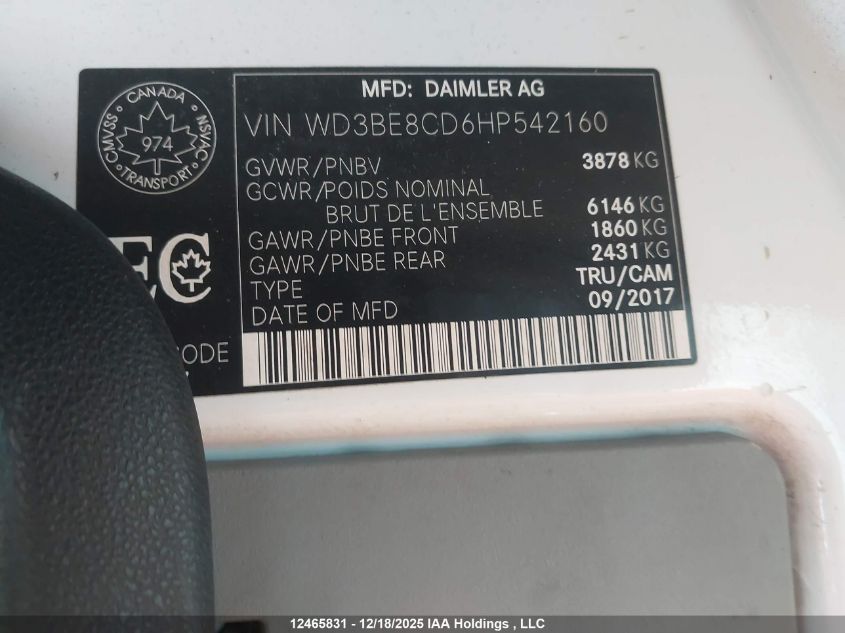 MFD: DAIMLER AG
CANADA
CMVSS
NSVAC
974
TRANSPORT
VIN WD3BE8CD6HP542160
GVWR/PNBV 3878 KG
GCWR/POIDS NOMINAL
BRUT DE L'ENSEMBLE 6146 KG
GAWR/PNBE FRONT 1860 KG
GAWR/PNBE REAR 2431 KG
TYPE TRU/CAM
DATE OF MFD 09/2017
EC
ODE
12465831 - 12/18/2025 IAA Holdings , LLC